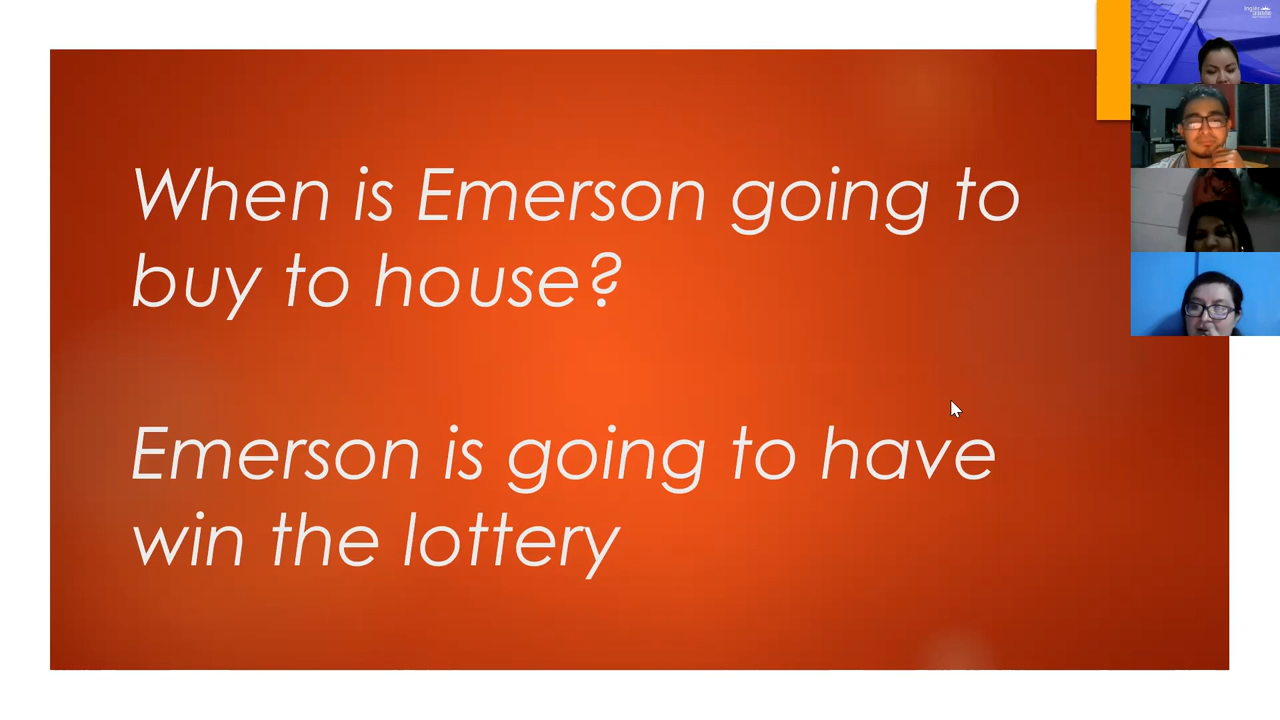 When is Emerson going to
buy to house?
Emerson is going to have
win the lottery